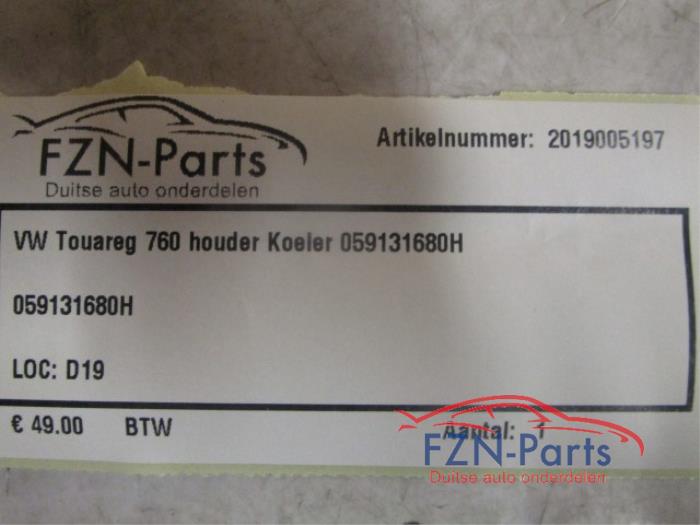 FZN-Parts
Duitse auto onderdelen
Artikelnummer: 2019005197
VW Touareg 760 houder Koeler 059131680H
059131680H
LOC: D19
€ 49.00 BTW
Aantal: 1
FZN-Parts
Duitse auto onderdelen